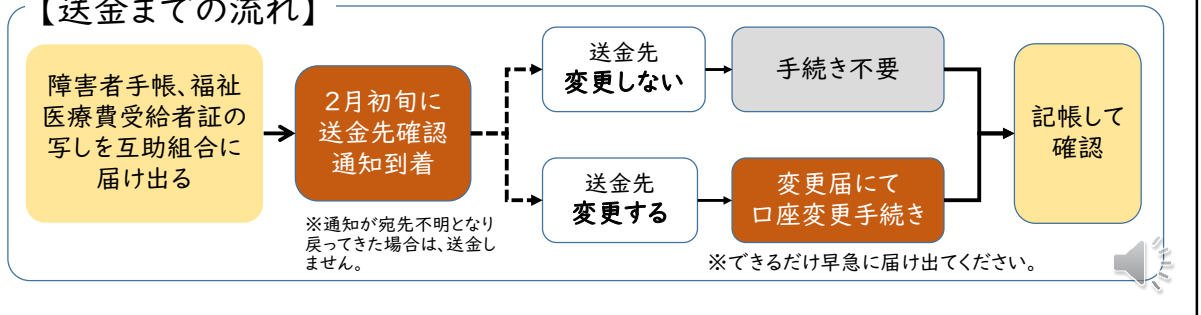 【送金までの流れ】
障害者手帳、福祉
医療費受給者証の
写しを互助組合に
届け出る
2月初旬に
送金先確認
通知到着
※通知が宛先不明となり
戻ってきた場合は、送金し
ません。
送金先
変更しない
手続き不要
送金先
変更する
変更届にて
口座変更手続き
※できるだけ早急に届け出てください。
記帳して
確認